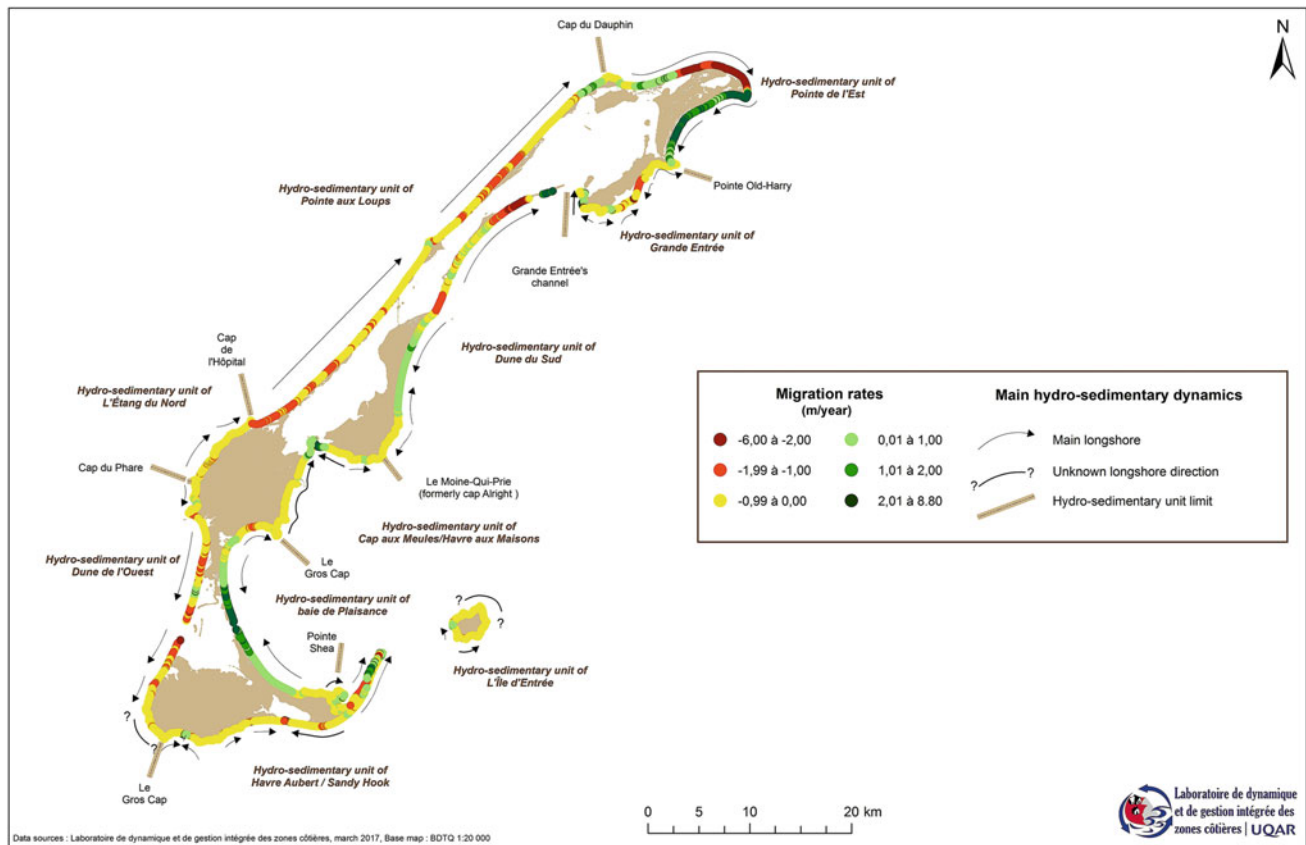 N
Cap du Dauphin
Hydro-sedimentary unit of
Pointe de l'Est
Pointe Old-Harry
Hydro-sedimentary unit of
Pointe aux Loups
Hydro-sedimentary unit of
Grande Entrée
Grande Entrée's
channel
Cap
de
l'Hôpital
Hydro-sedimentary unit of
Dune du Sud
Hydro-sedimentary unit of
L'Étang du Nord
Cap du Phare
Le Moine-Qui-Prie
(formerly cap Alright )
Hydro-sedimentary unit of
Cap aux Meules/Havre aux Maisons
Hydro-sedimentary unit of
Dune de l'Ouest
Le
Gros Cap
Hydro-sedimentary unit of
baie de Plaisance
Pointe
Shea
?
?
Hydro-sedimentary unit of
L'Île d'Entrée
?
?
Le
Gros Cap
Hydro-sedimentary unit of
Havre Aubert / Sandy Hook
Migration rates
(m/year)
-6,00 à -2,00
-1,99 à -1,00
-0,99 à 0,00
0,01 à 1,00
1,01 à 2,00
2,01 à 8.80
Main hydro-sedimentary dynamics
Main longshore
? ? Unknown longshore direction
Hydro-sedimentary unit limit
0 5 10 20 km
Data sources : Laboratoire de dynamique et de gestion intégrée des zones côtières, march 2017, Base map : BDTQ 1:20 000
Laboratoire de dynamique
et de gestion intégrée des
zones côtières | UQAR